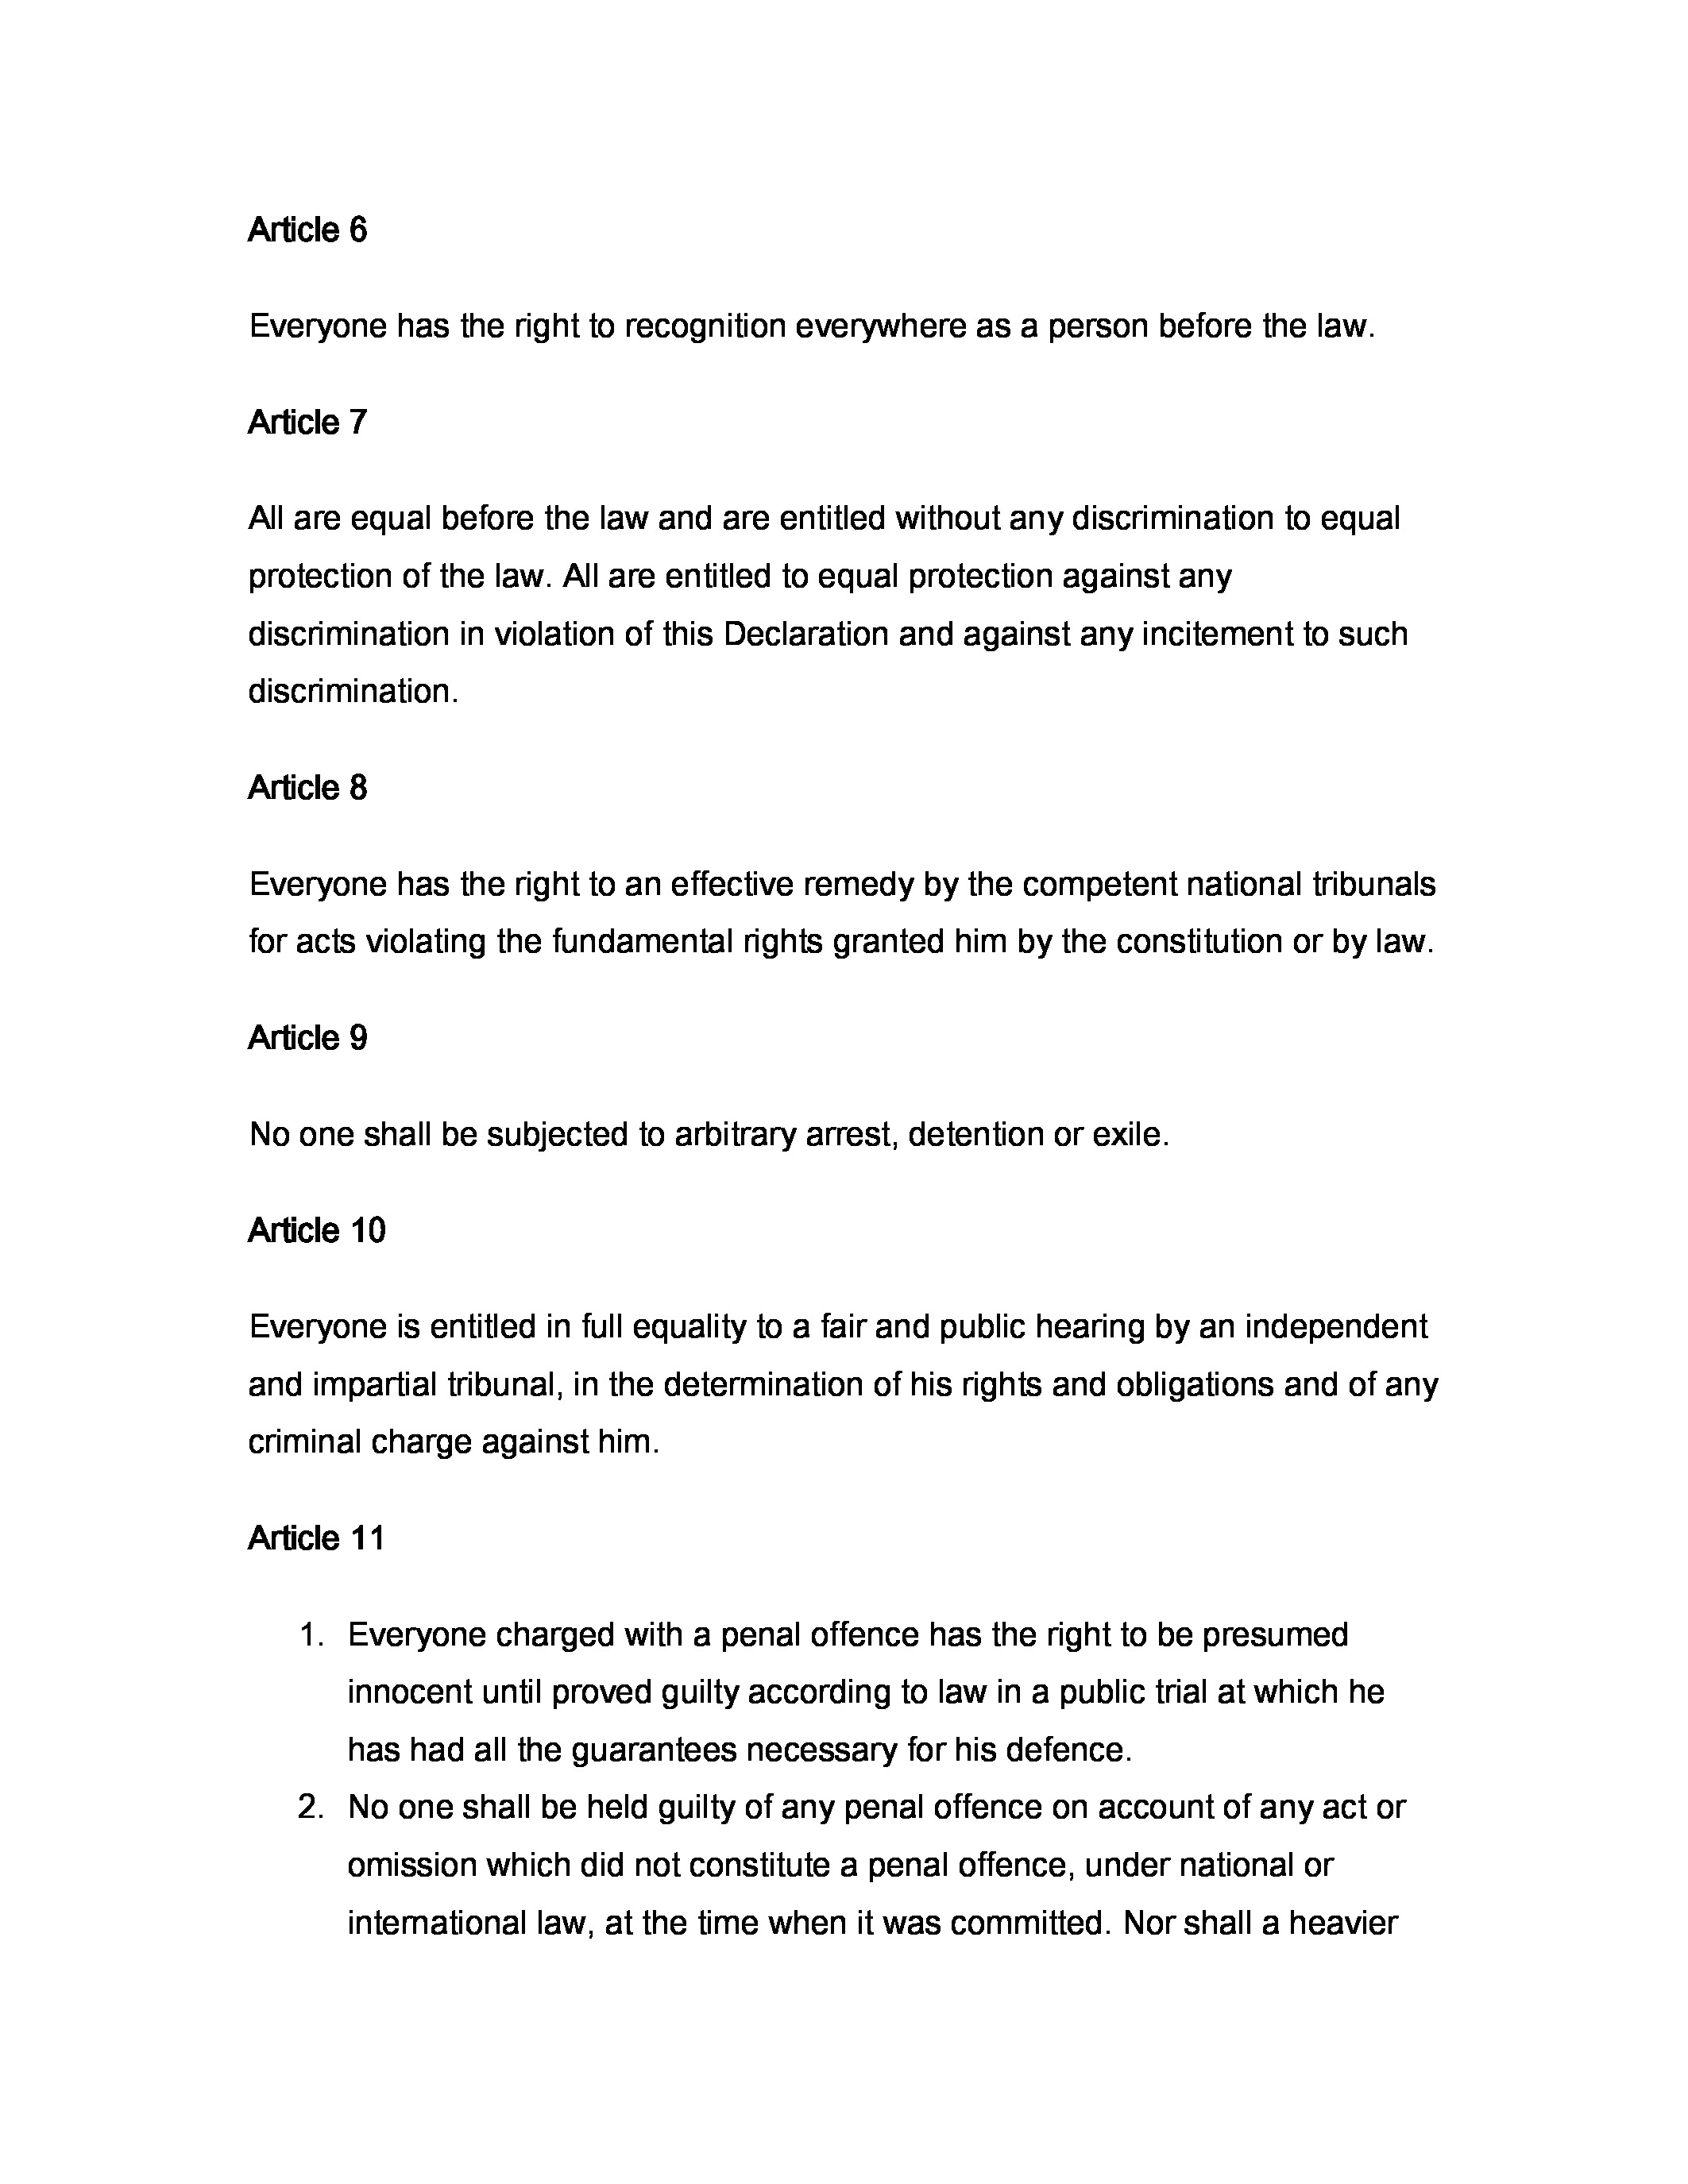 Article 6
Everyone has the right to recognition everywhere as a person before the law.
Article 7
All are equal before the law and are entitled without any discrimination to equal
protection of the law. All are entitled to equal protection against any
discrimination in violation of this Declaration and against any incitement to such
discrimination.
Article 8
Everyone has the right to an effective remedy by the competent national tribunals
for acts violating the fundamental rights granted him by the constitution or by law.
Article 9
No one shall be subjected to arbitrary arrest, detention or exile.
Article 10
Everyone is entitled in full equality to a fair and public hearing by an independent
and impartial tribunal, in the determination of his rights and obligations and of any
criminal charge against him.
Article 11
1. Everyone charged with a penal offence has the right to be presumed
innocent until proved guilty according to law in a public trial at which he
has had all the guarantees necessary for his defence.
2. No one shall be held guilty of any penal offence on account of any act or
omission which did not constitute a penal offence, under national or
international law, at the time when it was committed. Nor shall a heavier